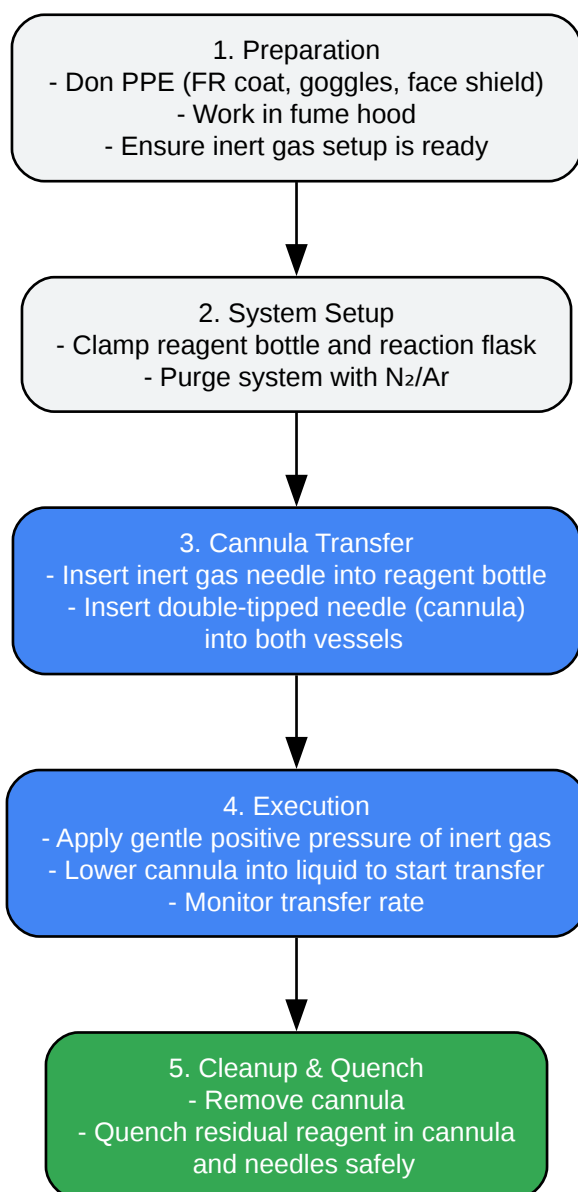 1. Preparation
- Don PPE (FR coat, goggles, face shield)
- Work in fume hood
- Ensure inert gas setup is ready
2. System Setup
- Clamp reagent bottle and reaction flask
- Purge system with N₂/Ar
3. Cannula Transfer
- Insert inert gas needle into reagent bottle
- Insert double-tipped needle (cannula)
into both vessels
4. Execution
- Apply gentle positive pressure of inert gas
- Lower cannula into liquid to start transfer
- Monitor transfer rate
5. Cleanup & Quench
- Remove cannula
- Quench residual reagent in cannula
and needles safely